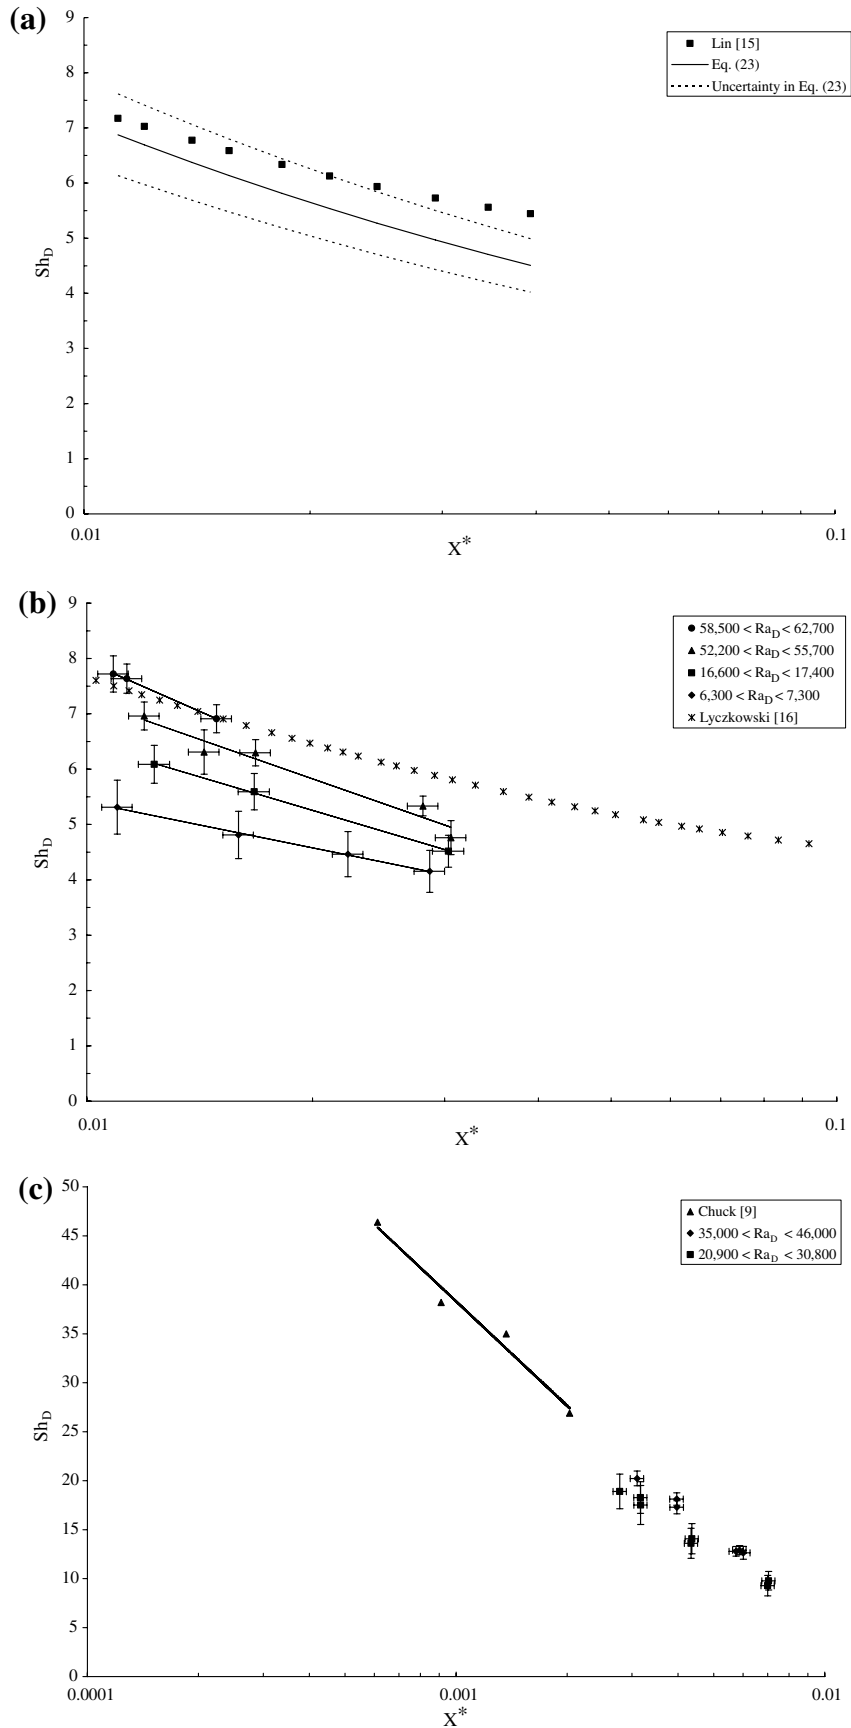 (a)
9
8
7
6
5
4
3
2
1
0
Sh_D
0.01
0.1
X*
Lin [15]
Eq. (23)
Uncertainty in Eq. (23)
(b)
9
8
7
6
5
4
3
2
1
0
Sh_D
0.01
0.1
X*
58,500 < Ra_D < 62,700
52,200 < Ra_D < 55,700
16,600 < Ra_D < 17,400
6,300 < Ra_D < 7,300
Lyczkowski [16]
(c)
50
45
40
35
30
25
20
15
10
5
0
Sh_D
0.0001
0.001
0.01
X*
Chuck [9]
35,000 < Ra_D < 46,000
20,900 < Ra_D < 30,800